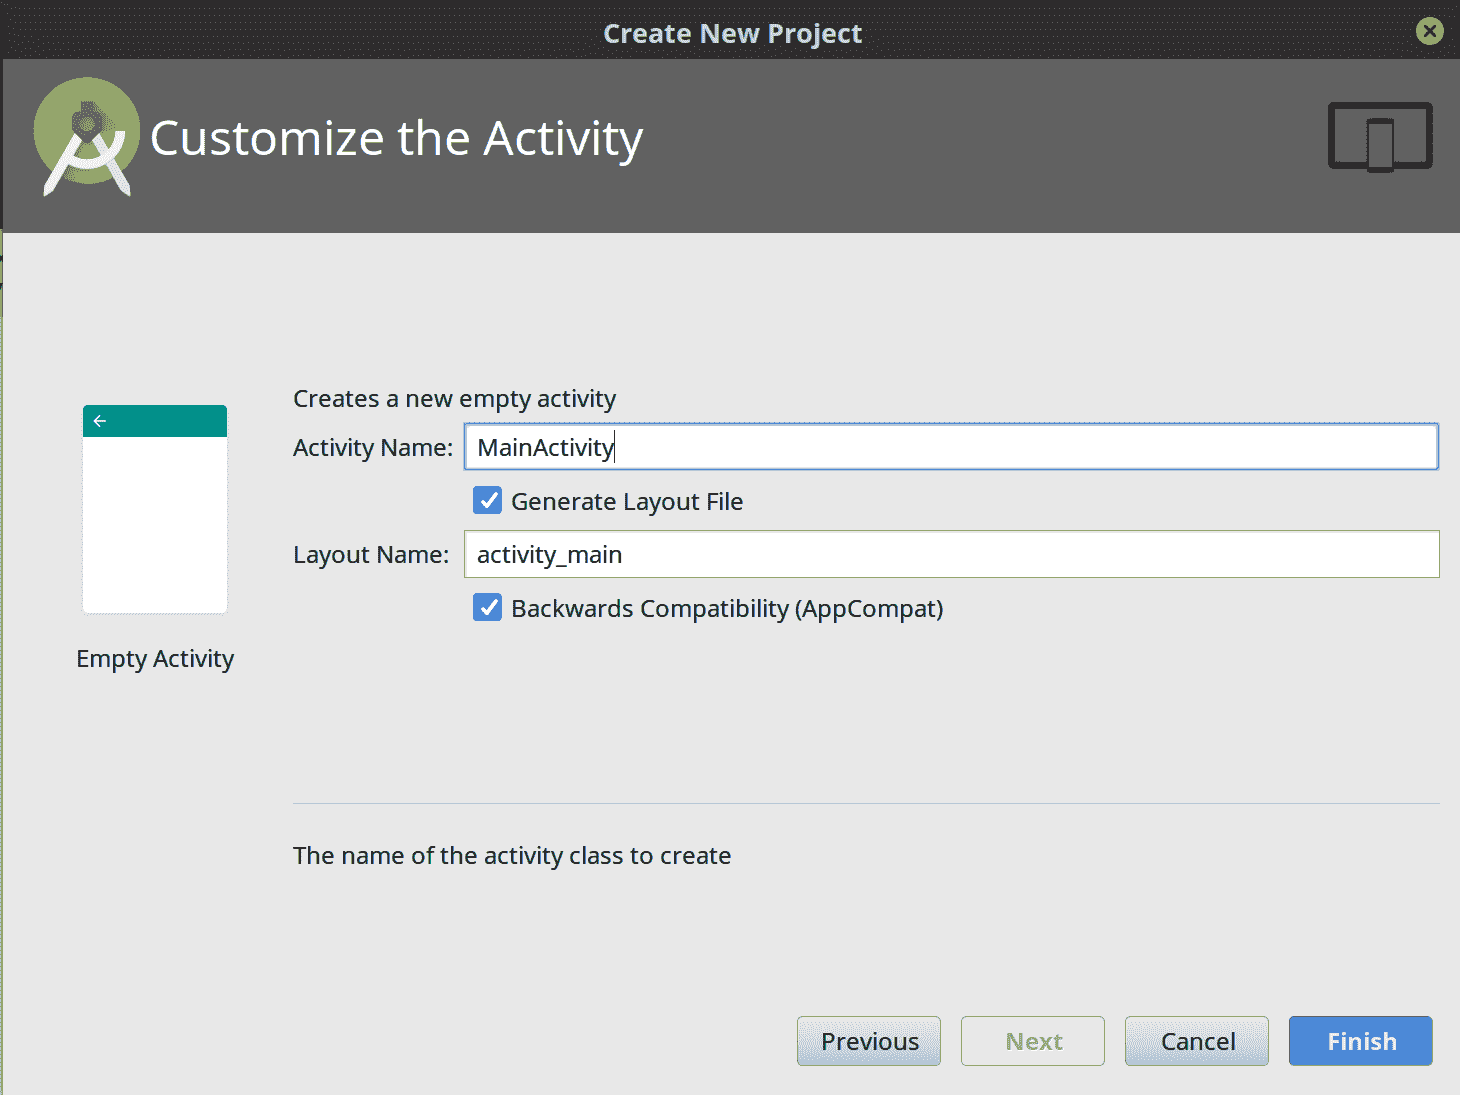 Create New Project
Customize the Activity
Creates a new empty activity
Activity Name: MainActivity
Generate Layout File
Layout Name: activity_main
Backwards Compatibility (AppCompat)
Empty Activity
The name of the activity class to create
Previous Next Cancel Finish